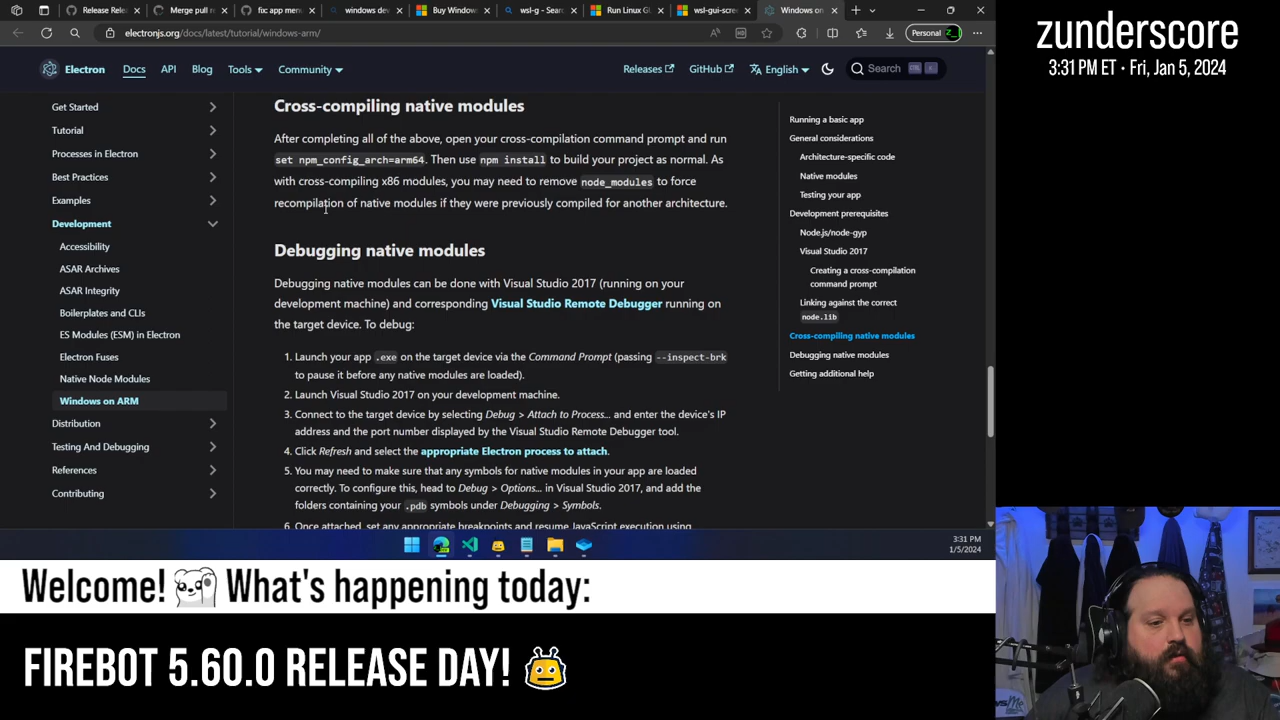 Release Relea
Merge pull re
fix app menu
windows dev
Buy Window
wsl-g - Searc
Run Linux GU
wsl-gui-scree
Windows on
electronjs.org/docs/latest/tutorial/windows-arm/
Personal
Electron
Docs
API
Blog
Tools
Community
Releases
GitHub
English
Search
Get Started
Tutorial
Processes in Electron
Best Practices
Examples
Development
Accessibility
ASAR Archives
ASAR Integrity
Boilerplates and CLIs
ES Modules (ESM) in Electron
Electron Fuses
Native Node Modules
Windows on ARM
Distribution
Testing And Debugging
References
Contributing
Cross-compiling native modules
After completing all of the above, open your cross-compilation command prompt and run
set npm_config_arch=arm64. Then use npm install to build your project as normal. As
with cross-compiling x86 modules, you may need to remove node_modules to force
recompilation of native modules if they were previously compiled for another architecture.
Debugging native modules
Debugging native modules can be done with Visual Studio 2017 (running on your
development machine) and corresponding Visual Studio Remote Debugger running on
the target device. To debug:
1. Launch your app .exe on the target device via the Command Prompt (passing --inspect-brk
to pause it before any native modules are loaded).
2. Launch Visual Studio 2017 on your development machine.
3. Connect to the target device by selecting Debug > Attach to Process... and enter the device's IP
address and the port number displayed by the Visual Studio Remote Debugger tool.
4. Click Refresh and select the appropriate Electron process to attach.
5. You may need to make sure that any symbols for native modules in your app are loaded
correctly. To configure this, head to Debug > Options... in Visual Studio 2017, and add the
folders containing your .pdb symbols under Debugging > Symbols.
6. Once attached, set any appropriate breakpoints and resume JavaScript execution using
Running a basic app
General considerations
Architecture-specific code
Native modules
Testing your app
Development prerequisites
Node.js/node-gyp
Visual Studio 2017
Creating a cross-compilation
command prompt
Linking against the correct
node.lib
Cross-compiling native modules
Debugging native modules
Getting additional help
3:31 PM
1/5/2024
zunderscore
3:31 PM ET • Fri, Jan 5, 2024
Welcome! What's happening today:
FIREBOT 5.60.0 RELEASE DAY!